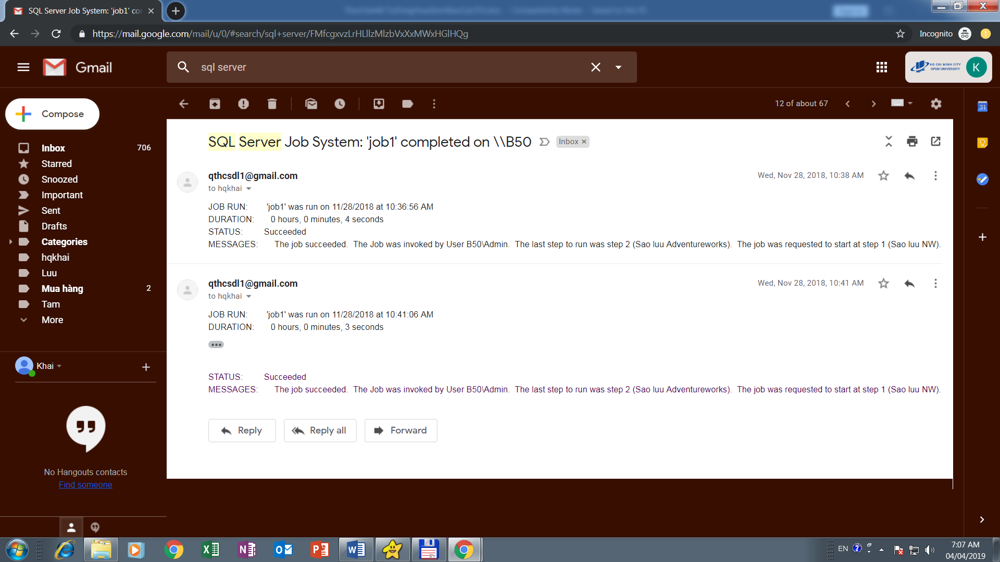 SQL Server Job System: 'job1' cor
https://mail.google.com/mail/u/0/#search/sql+server/FMfcgxvzLrHLllzMlzbVxXxMWxHGlHQg
Incognito
Gmail
sql server
HO CHI MINH CITY
OPEN UNIVERSITY
K
Compose
12 of about 67
31
Inbox 706
Starred
Snoozed
Important
Sent
Drafts
Categories
hqkhai
Luu
Mua hàng 2
Tam
More
Khai
No Hangouts contacts
Find someone
SQL Server Job System: 'job1' completed on \\B50
Inbox ×
qthcsdl1@gmail.com
Wed, Nov 28, 2018, 10:38 AM
to hqkhai
JOB RUN: 'job1' was run on 11/28/2018 at 10:36:56 AM
DURATION: 0 hours, 0 minutes, 4 seconds
STATUS: Succeeded
MESSAGES: The job succeeded. The Job was invoked by User B50\Admin. The last step to run was step 2 (Sao luu Adventureworks). The job was requested to start at step 1 (Sao luu NW).
qthcsdl1@gmail.com
Wed, Nov 28, 2018, 10:41 AM
to hqkhai
JOB RUN: 'job1' was run on 11/28/2018 at 10:41:06 AM
DURATION: 0 hours, 0 minutes, 3 seconds
STATUS: Succeeded
MESSAGES: The job succeeded. The Job was invoked by User B50\Admin. The last step to run was step 2 (Sao luu Adventureworks). The job was requested to start at step 1 (Sao luu NW).
Reply
Reply all
Forward
EN
7:07 AM
04/04/2019